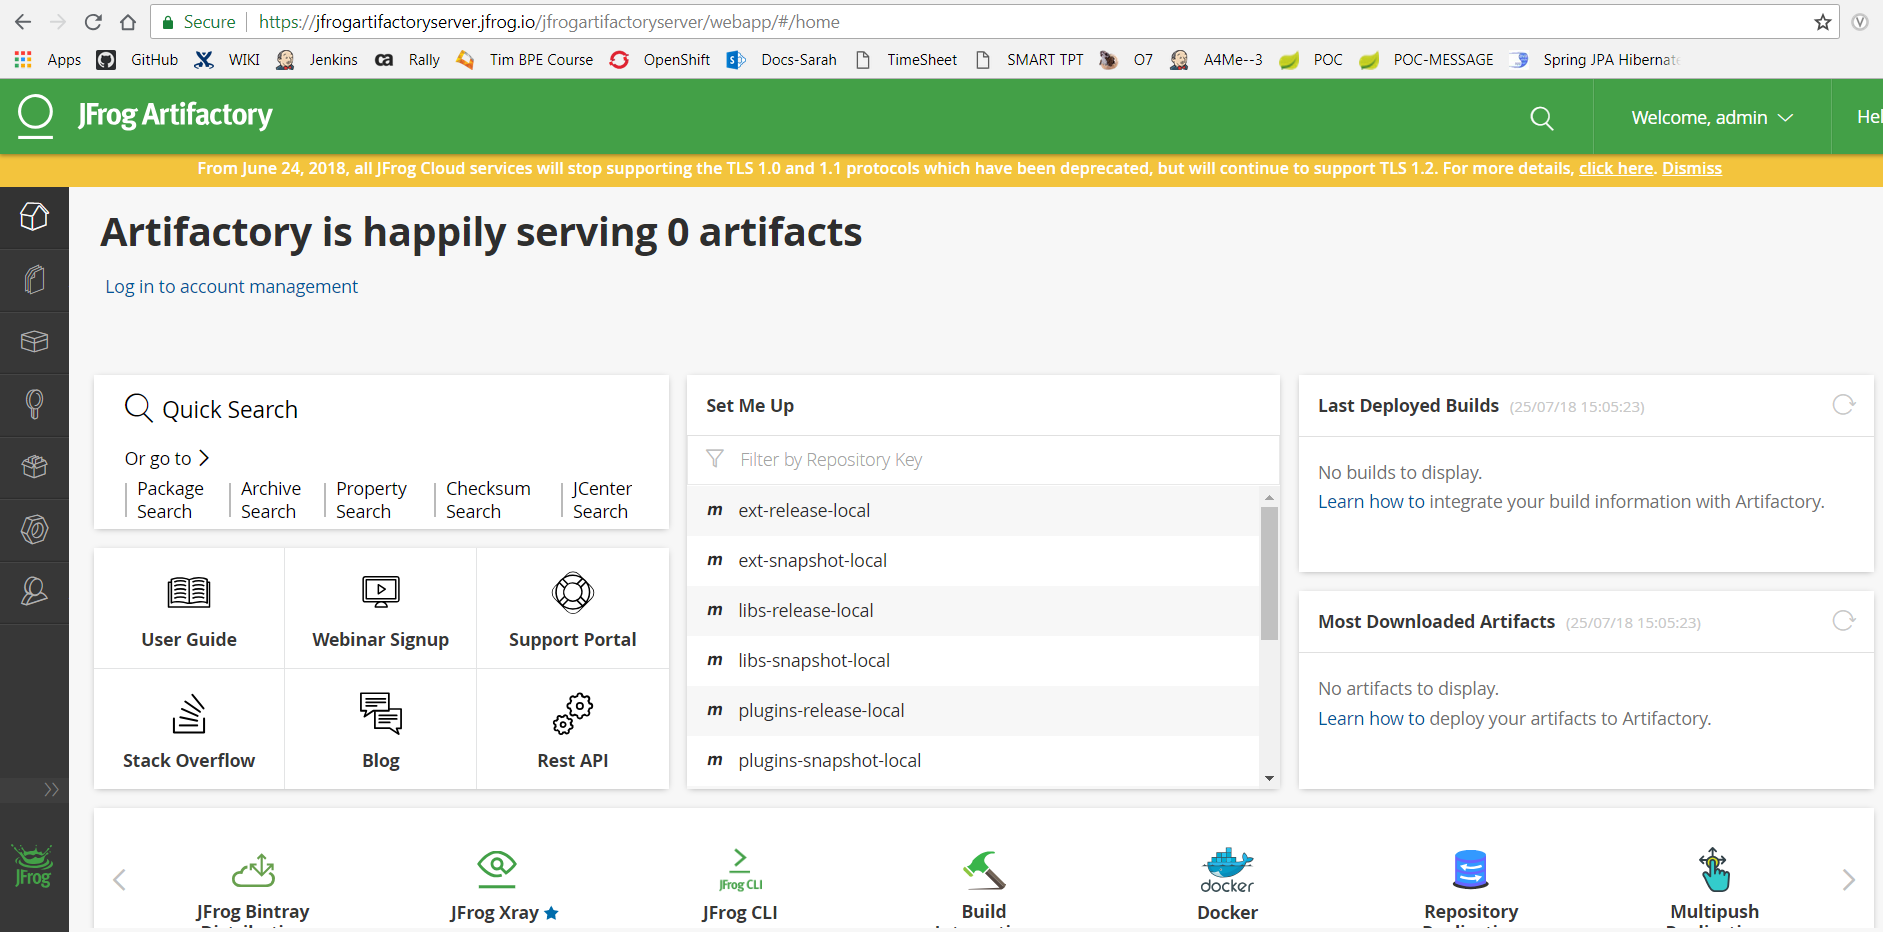 Secure https://jfrogartifactoryserver.jfrog.io/jfrogartifactoryserver/webapp/#/home
Apps GitHub WIKI Jenkins ca Rally Tim BPE Course OpenShift Docs-Sarah TimeSheet SMART TPT O7 A4Me--3 POC POC-MESSAGE Spring JPA Hibernate
JFrog Artifactory
Welcome, admin
Hel
From June 24, 2018, all JFrog Cloud services will stop supporting the TLS 1.0 and 1.1 protocols which have been deprecated, but will continue to support TLS 1.2. For more details, click here. Dismiss
Artifactory is happily serving 0 artifacts
Log in to account management
Quick Search
Or go to
Package Search
Archive Search
Property Search
Checksum Search
JCenter Search
User Guide
Webinar Signup
Support Portal
Stack Overflow
Blog
Rest API
Set Me Up
Filter by Repository Key
m ext-release-local
m ext-snapshot-local
m libs-release-local
m libs-snapshot-local
m plugins-release-local
m plugins-snapshot-local
Last Deployed Builds (25/07/18 15:05:23)
No builds to display.
Learn how to integrate your build information with Artifactory.
Most Downloaded Artifacts (25/07/18 15:05:23)
No artifacts to display.
Learn how to deploy your artifacts to Artifactory.
JFrog
JFrog Bintray
JFrog Xray
JFrog CLI
JFrog CLI
Build
docker
Docker
Repository
Multipush